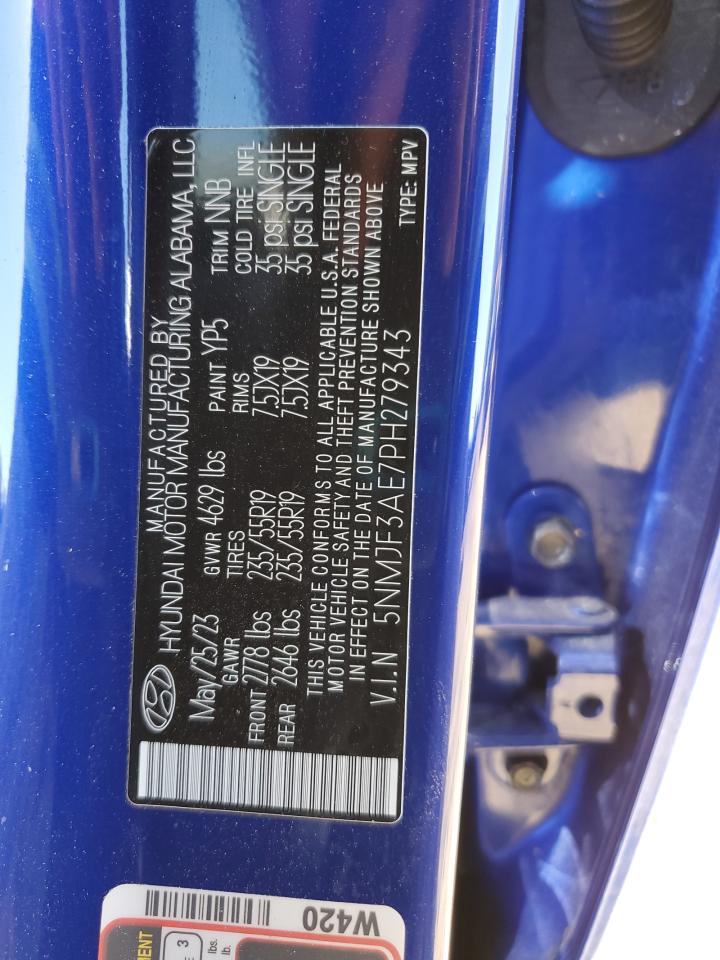 MANUFACTURED BY
HYUNDAI MOTOR MANUFACTURING ALABAMA, LLC
May/25/23 GVWR 4629 lbs PAINT YP5 TRIM NNB
GAWR TIRES RIMS COLD TIRE INFL
FRONT 2778 lbs 235/55R19 7.5JX19 35 psi SINGLE
REAR 2646 lbs 235/55R19 7.5JX19 35 psi SINGLE
THIS VEHICLE CONFORMS TO ALL APPLICABLE U.S.A. FEDERAL
MOTOR VEHICLE SAFETY AND THEFT PREVENTION STANDARDS
IN EFFECT ON THE DATE OF MANUFACTURE SHOWN ABOVE
V.I.N 5NMJF3AE7PH279343
TYPE: MPV
W420
3
lbs.
lb.